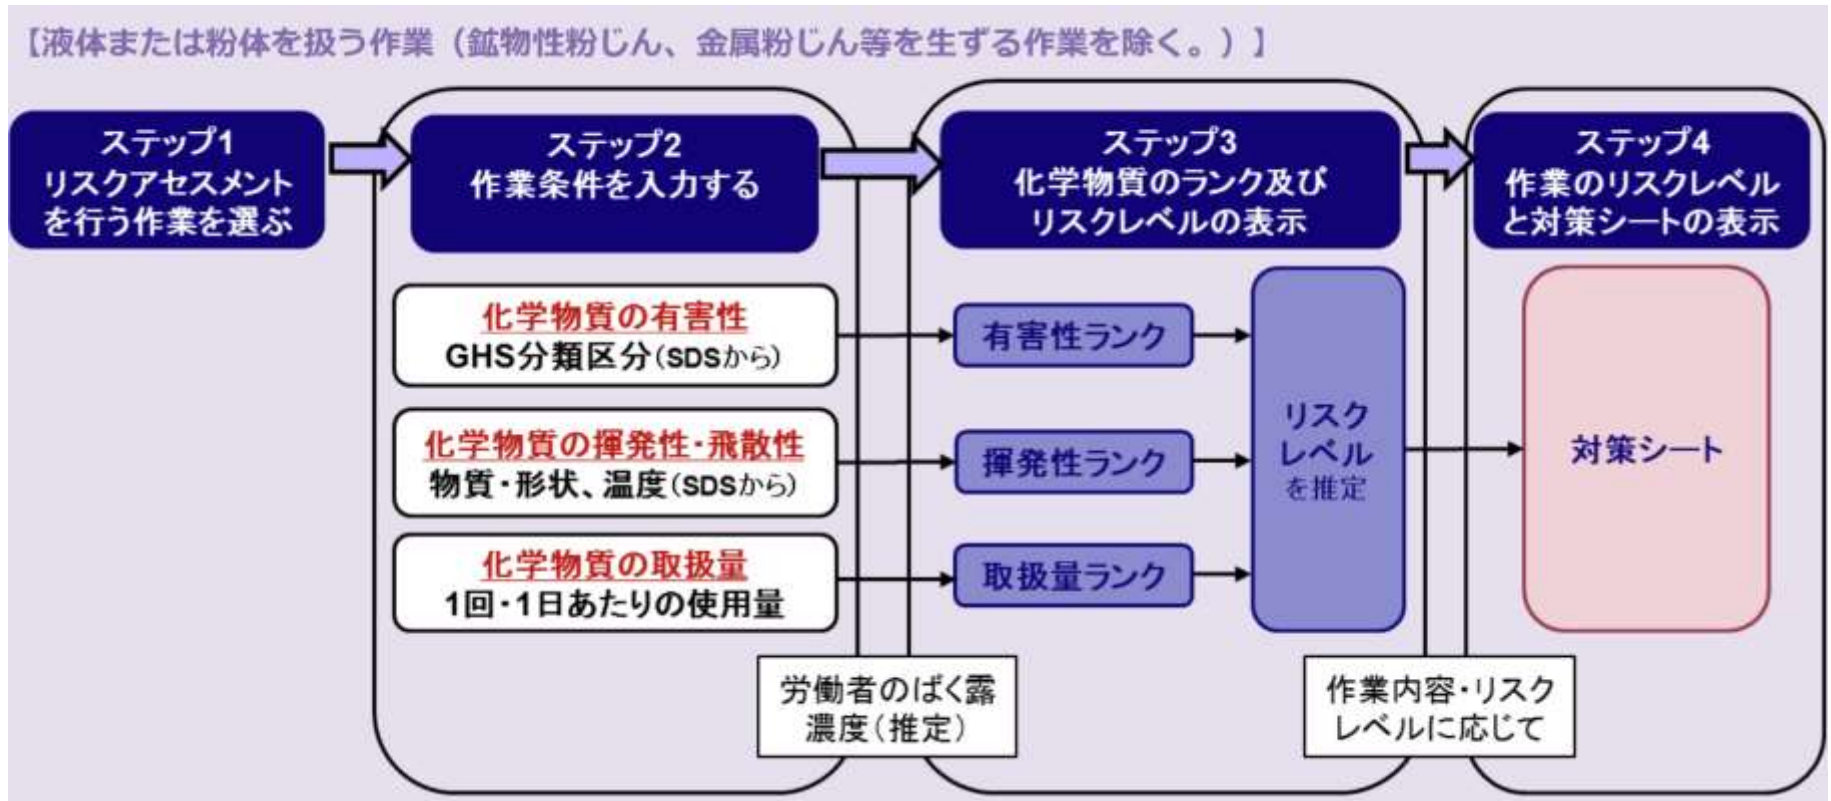 【液体または粉体を扱う作業（鉱物性粉じん、金属粉じん等を生ずる作業を除く。）】
ステップ1
リスクアセスメント
を行う作業を選ぶ
ステップ2
作業条件を入力する
ステップ3
化学物質のランク及び
リスクレベルの表示
ステップ4
作業のリスクレベル
と対策シートの表示
化学物質の有害性
GHS分類区分（SDSから）
化学物質の揮発性・飛散性
物質・形状、温度（SDSから）
化学物質の取扱量
1回・1日あたりの使用量
有害性ランク
揮発性ランク
取扱量ランク
リスク
レベル
を推定
対策シート
労働者のばく露
濃度（推定）
作業内容・リスク
レベルに応じて